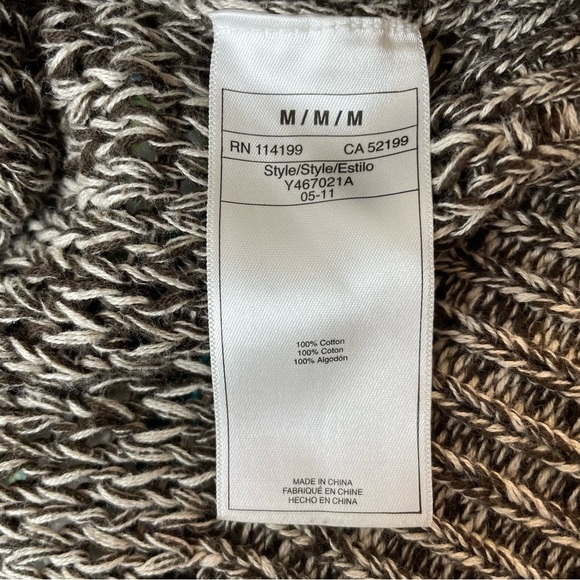 M / M / M
RN 114199 CA 52199
Style/Style/Estilo
Y467021A
05-11
100% Cotton
100% Coton
100% Algodón
MADE IN CHINA
FABRIQUÉ EN CHINE
HECHO EN CHINA